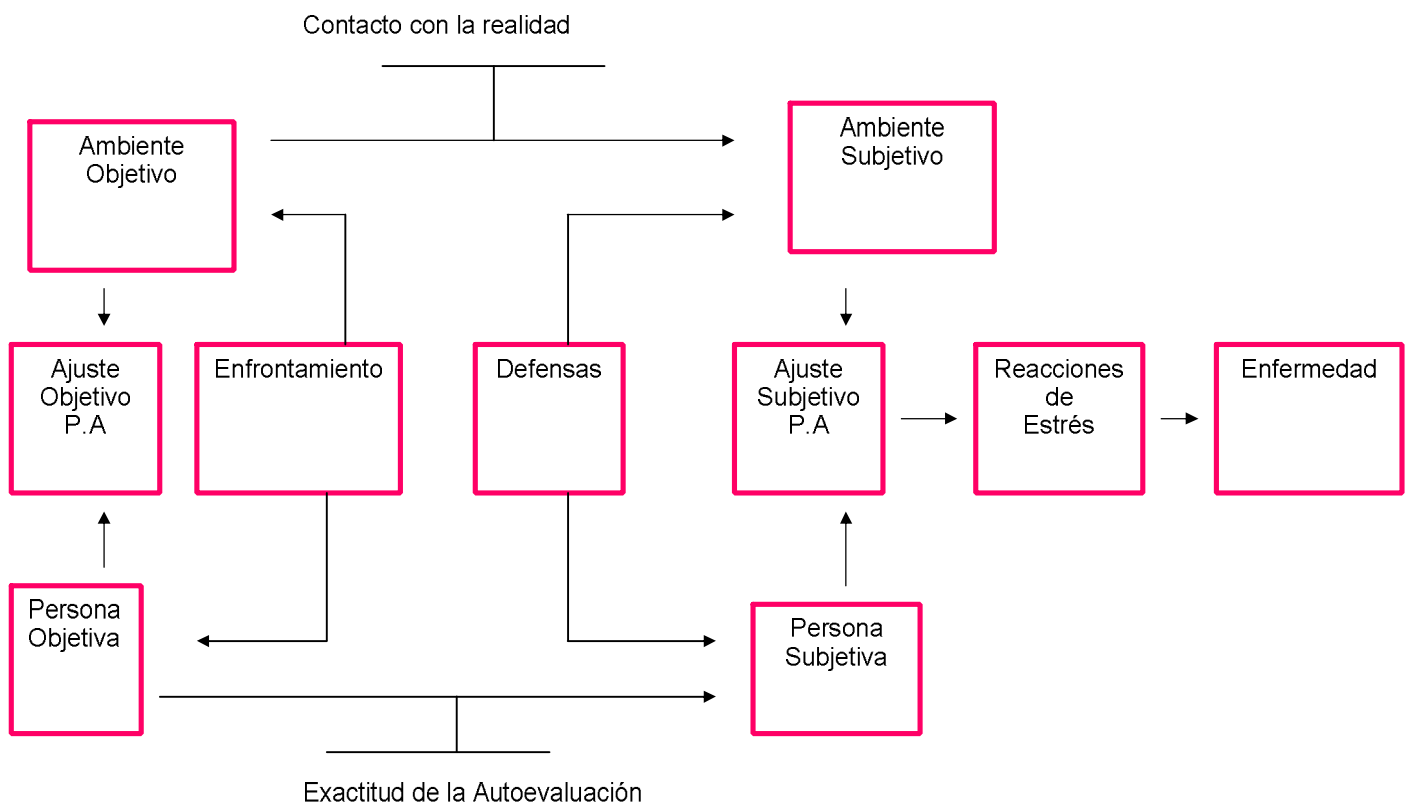 Contacto con la realidad
Ambiente
Objetivo
Ambiente
Subjetivo
Ajuste
Objetivo
P.A
Enfrontamiento
Defensas
Ajuste
Subjetivo
P.A
Reacciones
de
Estrés
Enfermedad
Persona
Objetiva
Persona
Subjetiva
Exactitud de la Autoevaluación